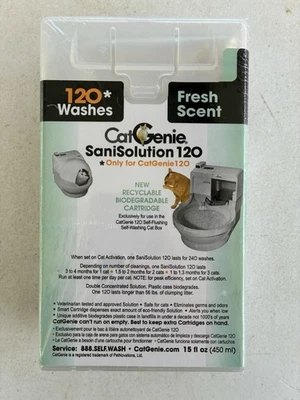 120*
Washes
Fresh
Scent
CatGenie
SaniSolution 120
*Only for CatGenie120
NEW
RECYCLABLE
BIODEGRADABLE
CARTRIDGE
Exclusively for use in the
CatGenie 120 Self-Flushing
Self-Washing Cat Box
When set on Cat Activation, one SaniSolution 120 lasts for 240 washes.
Depending on number of cleanings, one SaniSolution 120 lasts
~ 3 to 4 months for 1 cat ~ 1.5 to 2 months for 2 cats ~ 1 to 1.3 months for 3 cats.
Run at least one time per day per cat. NOTE: for peak efficiency, set on Cat Activation.
Double Concentrated Solution. Plastic case biodegrades.
One 120 lasts longer than 56 lbs. of clumping litter.
• Veterinarian tested and approved Solution • Safe for cats • Eliminates germs and odors
• Smart Cartridge dispenses exact amount of eco-friendly Solution • Alerts you when low
• Unique additive biodegrades plastic case in landfills in under a decade not 1000's of years
CatGenie can't run on empty. Best to keep extra Cartridges on hand.
• Exclusivement pour le bac à litière autonettoyant de CatGenie 120
• Exclusivo para la caja de arena para gatos con sistema automático de limpieza y descarga CatGenie 120
• La CatGenie a besoin d'une cartouche pour fonctionner • CatGenie funciona solamente con cartuchos
Service: 888.SELF.WASH • CatGenie.com 15 fl oz (450 ml)
CatGenie is a registered trademark of PetNovations, Ltd.